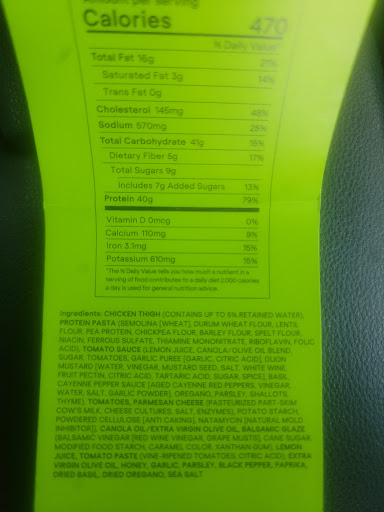 Amount per serving
Calories 470
% Daily Value*
Total Fat 16g 21%
Saturated Fat 3g 14%
Trans Fat 0g
Cholesterol 145mg 48%
Sodium 570mg 25%
Total Carbohydrate 41g 15%
Dietary Fiber 5g 17%
Total Sugars 9g
Includes 7g Added Sugars 13%
Protein 40g 79%
Vitamin D 0mcg 0%
Calcium 110mg 8%
Iron 3.1mg 15%
Potassium 610mg 15%
*The % Daily Value tells you how much a nutrient in a
serving of food contributes to a daily diet 2,000 calories
a day is used for general nutrition advice.
Ingredients: CHICKEN THIGH (CONTAINS UP TO 5% RETAINED WATER),
PROTEIN PASTA (SEMOLINA [WHEAT], DURUM WHEAT FLOUR, LENTIL
FLOUR, PEA PROTEIN, CHICKPEA FLOUR, BARLEY FLOUR, SPELT FLOUR,
NIACIN, FERROUS SULFATE, THIAMINE MONONITRATE, RIBOFLAVIN, FOLIC
ACID), TOMATO SAUCE (LEMON JUICE, CANOLA/OLIVE OIL BLEND,
SUGAR, TOMATOES, GARLIC PUREE [GARLIC, CITRIC ACID], DIJON
MUSTARD [WATER, VINEGAR, MUSTARD SEED, SALT, WHITE WINE,
FRUIT PECTIN, CITRIC ACID, TARTARIC ACID, SUGAR, SPICE], BASIL,
CAYENNE PEPPER SAUCE [AGED CAYENNE RED PEPPERS, VINEGAR,
WATER, SALT, GARLIC POWDER], OREGANO, PARSLEY, SHALLOTS,
THYME), TOMATOES, PARMESAN CHEESE (PASTEURIZED PART-SKIM
COW'S MILK, CHEESE CULTURES, SALT, ENZYMES), POTATO STARCH,
POWDERED CELLULOSE [ANTI CAKING], NATAMYCIN [NATURAL MOLD
INHIBITOR]), CANOLA OIL/EXTRA VIRGIN OLIVE OIL, BALSAMIC GLAZE
(BALSAMIC VINEGAR [RED WINE VINEGAR, GRAPE MUSTS], CANE SUGAR,
MODIFIED FOOD STARCH, CARAMEL COLOR, XANTHAN GUM), LEMON
JUICE, TOMATO PASTE (VINE-RIPENED TOMATOES, CITRIC ACID), EXTRA
VIRGIN OLIVE OIL, HONEY, GARLIC, PARSLEY, BLACK PEPPER, PAPRIKA,
DRIED BASIL, DRIED OREGANO, SEA SALT